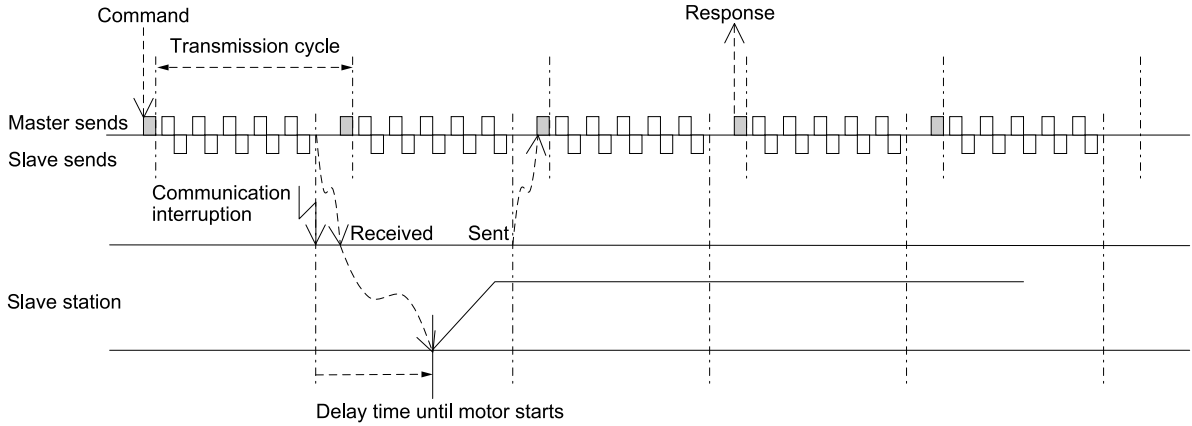 Command
Response
Transmission cycle
Master sends
Slave sends
Communication
interruption
Received
Sent
Slave station
Delay time until motor starts